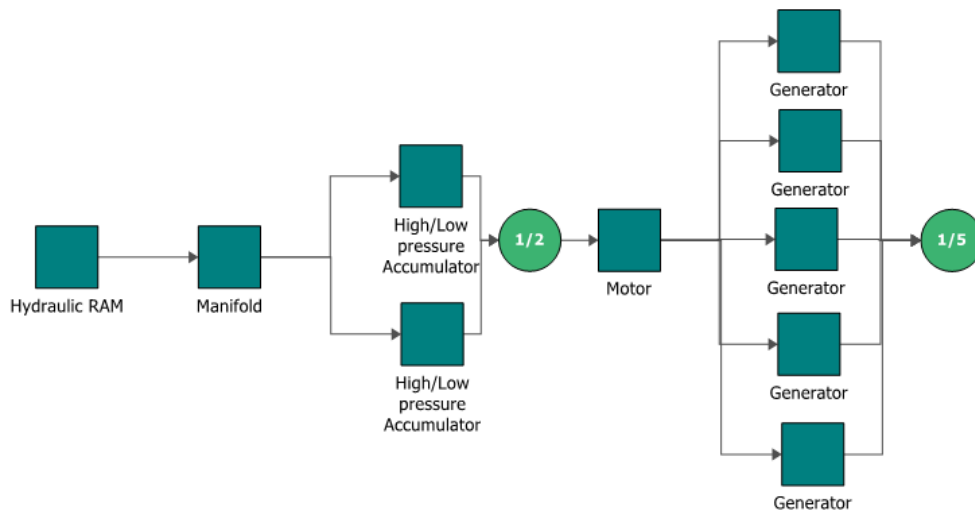 Generator
Generator
High/Low
pressure
Accumulator
1/2
1/5
Hydraulic RAM
Manifold
Motor
Generator
High/Low
pressure
Accumulator
Generator
Generator